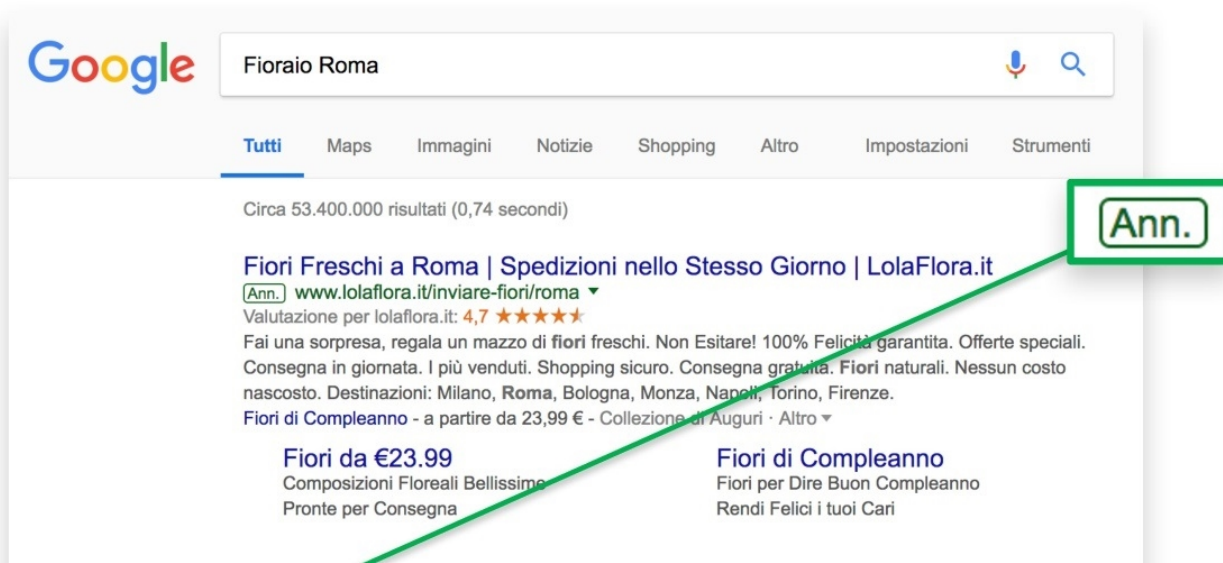 Google
Fioraio Roma
Tutti Maps Immagini Notizie Shopping Altro Impostazioni Strumenti
Circa 53.400.000 risultati (0,74 secondi)
Ann.
Fiori Freschi a Roma | Spedizioni nello Stesso Giorno | LolaFlora.it
Ann. www.lolaflora.it/inviare-fiori/roma
Valutazione per lolaflora.it: 4,7 ★★★★★
Fai una sorpresa, regala un mazzo di fiori freschi. Non Esitare! 100% Felicità garantita. Offerte speciali.
Consegna in giornata. I più venduti. Shopping sicuro. Consegna gratuita. Fiori naturali. Nessun costo
nascosto. Destinazioni: Milano, Roma, Bologna, Monza, Napoli, Torino, Firenze.
Fiori di Compleanno - a partire da 23,99 € - Collezione di Auguri · Altro
Fiori da €23.99
Composizioni Floreali Bellissime
Pronte per Consegna
Fiori di Compleanno
Fiori per Dire Buon Compleanno
Rendi Felici i tuoi Cari